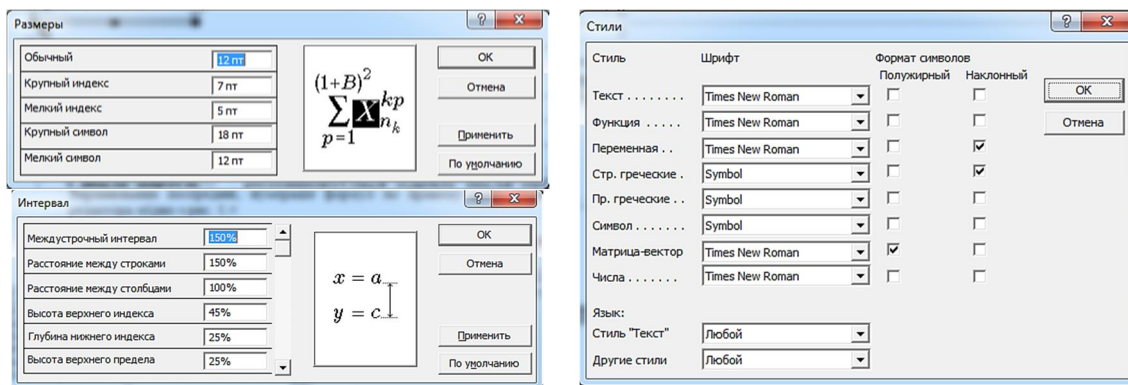 Размеры
Обычный 12 пт
Крупный индекс 7 пт
Мелкий индекс 5 пт
Крупный символ 18 пт
Мелкий символ 12 пт
(1+B)²
∑ X kp n k
p=1
OK
Отмена
Применить
По умолчанию
Интервал
Междустрочный интервал 150%
Расстояние между строками 150%
Расстояние между столбцами 100%
Высота верхнего индекса 45%
Глубина нижнего индекса 25%
Высота верхнего предела 25%
x = a
y = c
OK
Отмена
Применить
По умолчанию
Стили
Стиль Шрифт Формат символов
Полужирный Наклонный
Текст . . . . . . . . Times New Roman
Функция . . . . . Times New Roman
Переменная . . Times New Roman
Стр. греческие . Symbol
Пр. греческие . . Symbol
Символ . . . . . . . Symbol
Матрица-вектор Times New Roman
Числа . . . . . . . Times New Roman
OK
Отмена
Язык:
Стиль "Текст" Любой
Другие стили Любой